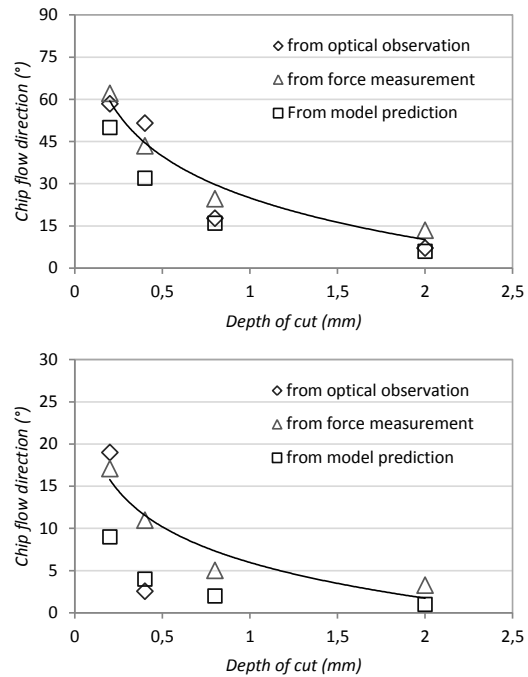 90
75
60
45
30
15
0
Chip flow direction (°)
◇ from optical observation
△ from force measurement
□ From model prediction
0 0,5 1 1,5 2 2,5
Depth of cut (mm)
30
25
20
15
10
5
0
Chip flow direction (°)
◇ from optical observation
△ from force measurement
□ from model prediction
0 0,5 1 1,5 2 2,5
Depth of cut (mm)